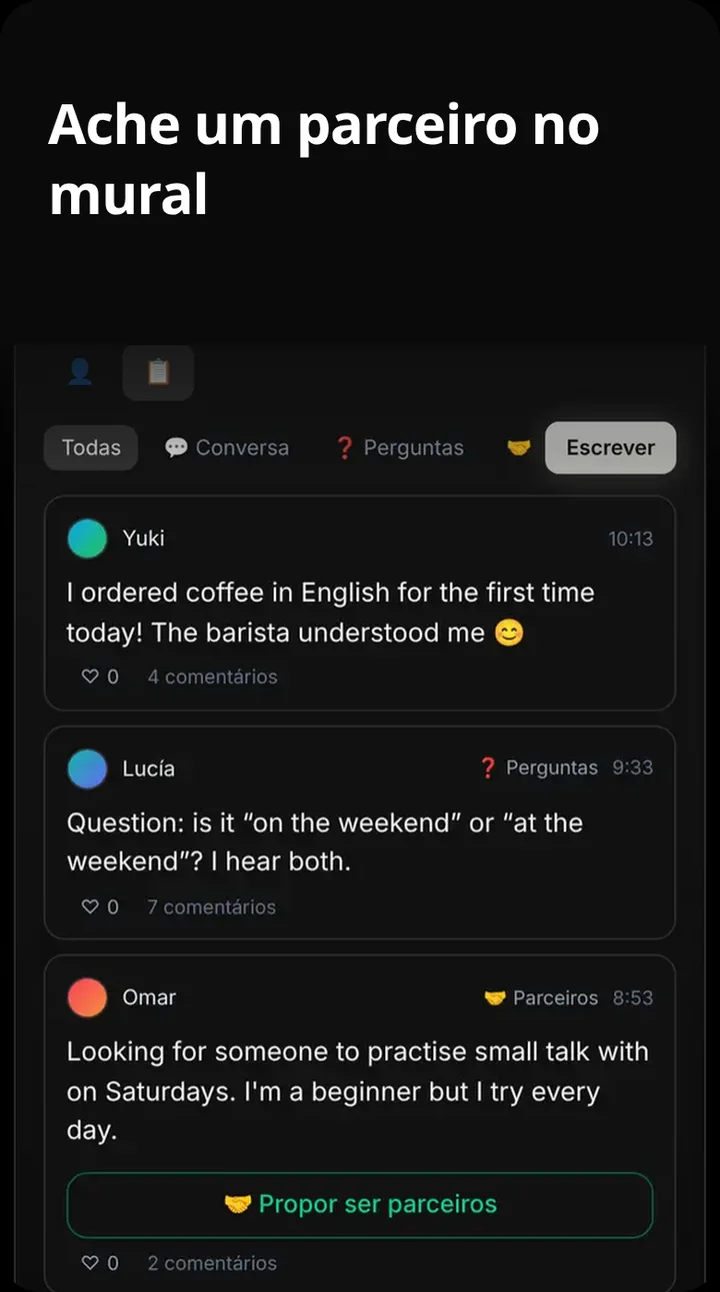 Ache um parceiro no
mural
Todas 💬 Conversa ❓ Perguntas 🤝 Escrever
Yuki 10:13
I ordered coffee in English for the first time
today! The barista understood me 😊
♡ 0 4 comentários
Lucía ❓ Perguntas 9:33
Question: is it “on the weekend” or “at the
weekend”? I hear both.
♡ 0 7 comentários
Omar 🤝 Parceiros 8:53
Looking for someone to practise small talk with
on Saturdays. I'm a beginner but I try every
day.
🤝 Propor ser parceiros
♡ 0 2 comentários